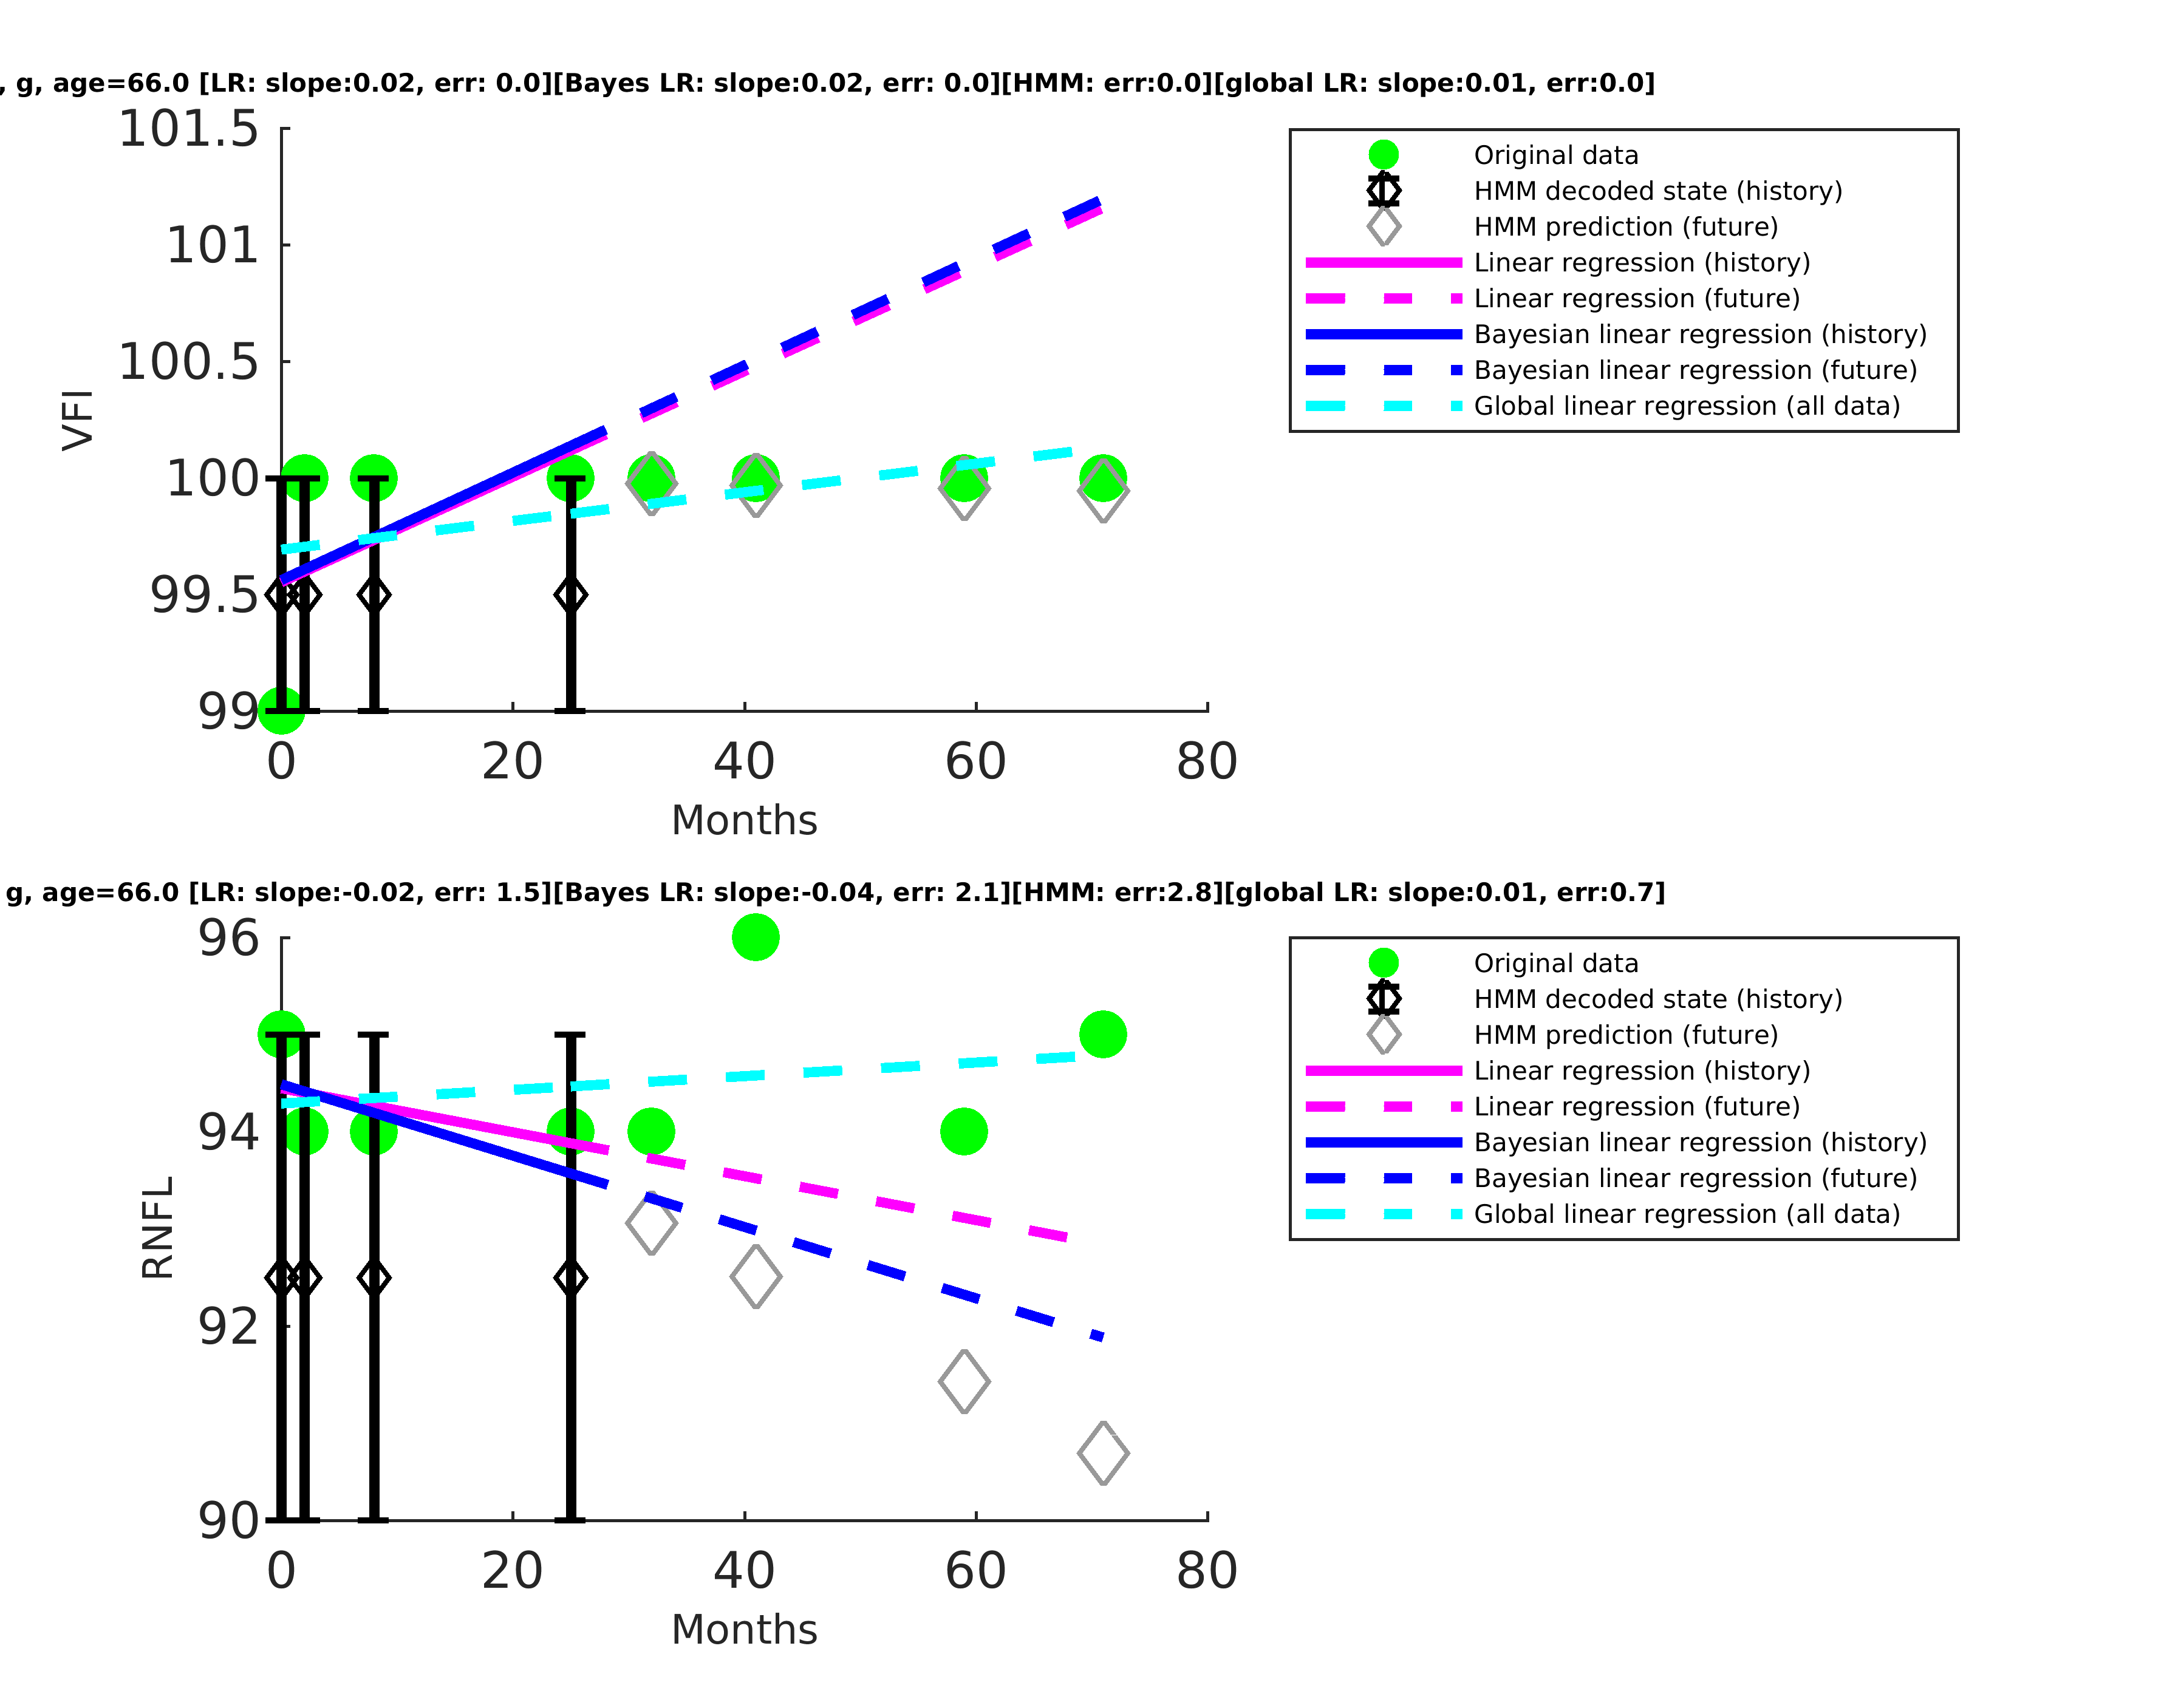 , g, age=66.0 [LR: slope:0.02, err: 0.0][Bayes LR: slope:0.02, err: 0.0][HMM: err:0.0][global LR: slope:0.01, err:0.0]
101.5
101
100.5
100
99.5
99
VFI
0 20 40 60 80
Months
Original data
HMM decoded state (history)
HMM prediction (future)
Linear regression (history)
Linear regression (future)
Bayesian linear regression (history)
Bayesian linear regression (future)
Global linear regression (all data)
g, age=66.0 [LR: slope:-0.02, err: 1.5][Bayes LR: slope:-0.04, err: 2.1][HMM: err:2.8][global LR: slope:0.01, err:0.7]
96
94
92
90
RNFL
0 20 40 60 80
Months
Original data
HMM decoded state (history)
HMM prediction (future)
Linear regression (history)
Linear regression (future)
Bayesian linear regression (history)
Bayesian linear regression (future)
Global linear regression (all data)